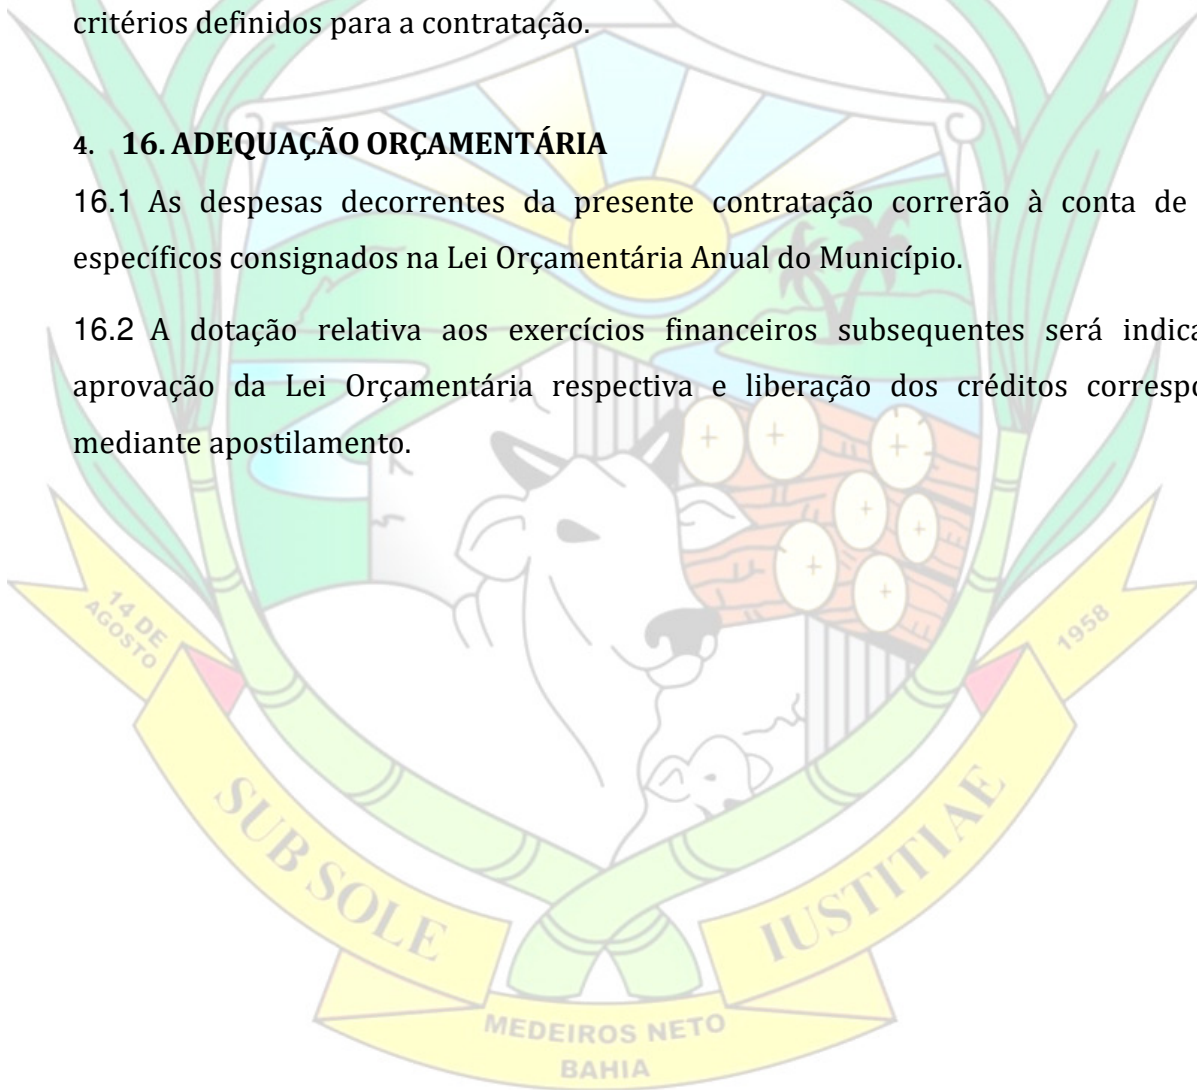 critérios definidos para a contratação.
4. 16. ADEQUAÇÃO ORÇAMENTÁRIA
16.1 As despesas decorrentes da presente contratação correrão à conta de
específicos consignados na Lei Orçamentária Anual do Município.
16.2 A dotação relativa aos exercícios financeiros subsequentes será indica
aprovação da Lei Orçamentária respectiva e liberação dos créditos correspo
mediante apostilamento.
14 DE
AGOSTO
1958
SUB SOLE
IUSTITIAE
MEDEIROS NETO
BAHIA